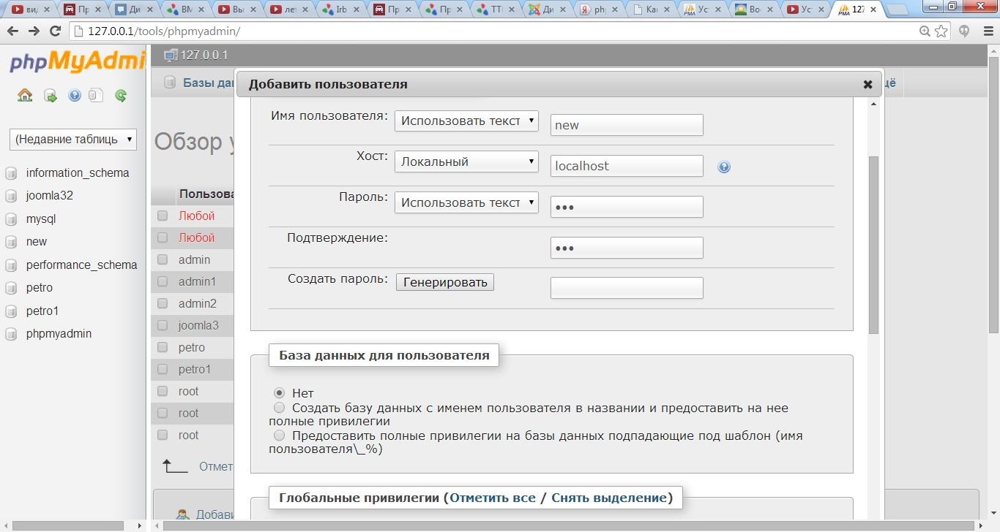 вид
Пр
Ди
ВМ
Вы
лет
Irb
Пр
Пр
TTI
Ди
php
Ка
Ус
Во
Ус
127
127.0.0.1/tools/phpmyadmin/
phpMyAdmi
127.0.0.1
Базы да
щё
Добавить пользователя
(Недавние таблиць
information_schema
joomla32
mysql
new
performance_schema
petro
petro1
phpmyadmin
Обзор у
Пользова
Любой
Любой
admin
admin1
admin2
joomla3
petro
petro1
root
root
root
Отмет
Добави
Имя пользователя: Использовать текст new
Хост: Локальный localhost
Пароль: Использовать текст •••
Подтверждение: •••
Создать пароль: Генерировать
База данных для пользователя
Нет
Создать базу данных с именем пользователя в названии и предоставить на нее
полные привилегии
Предоставить полные привилегии на базы данных подпадающие под шаблон (имя
пользователя\_%)
Глобальные привилегии (Отметить все / Снять выделение)